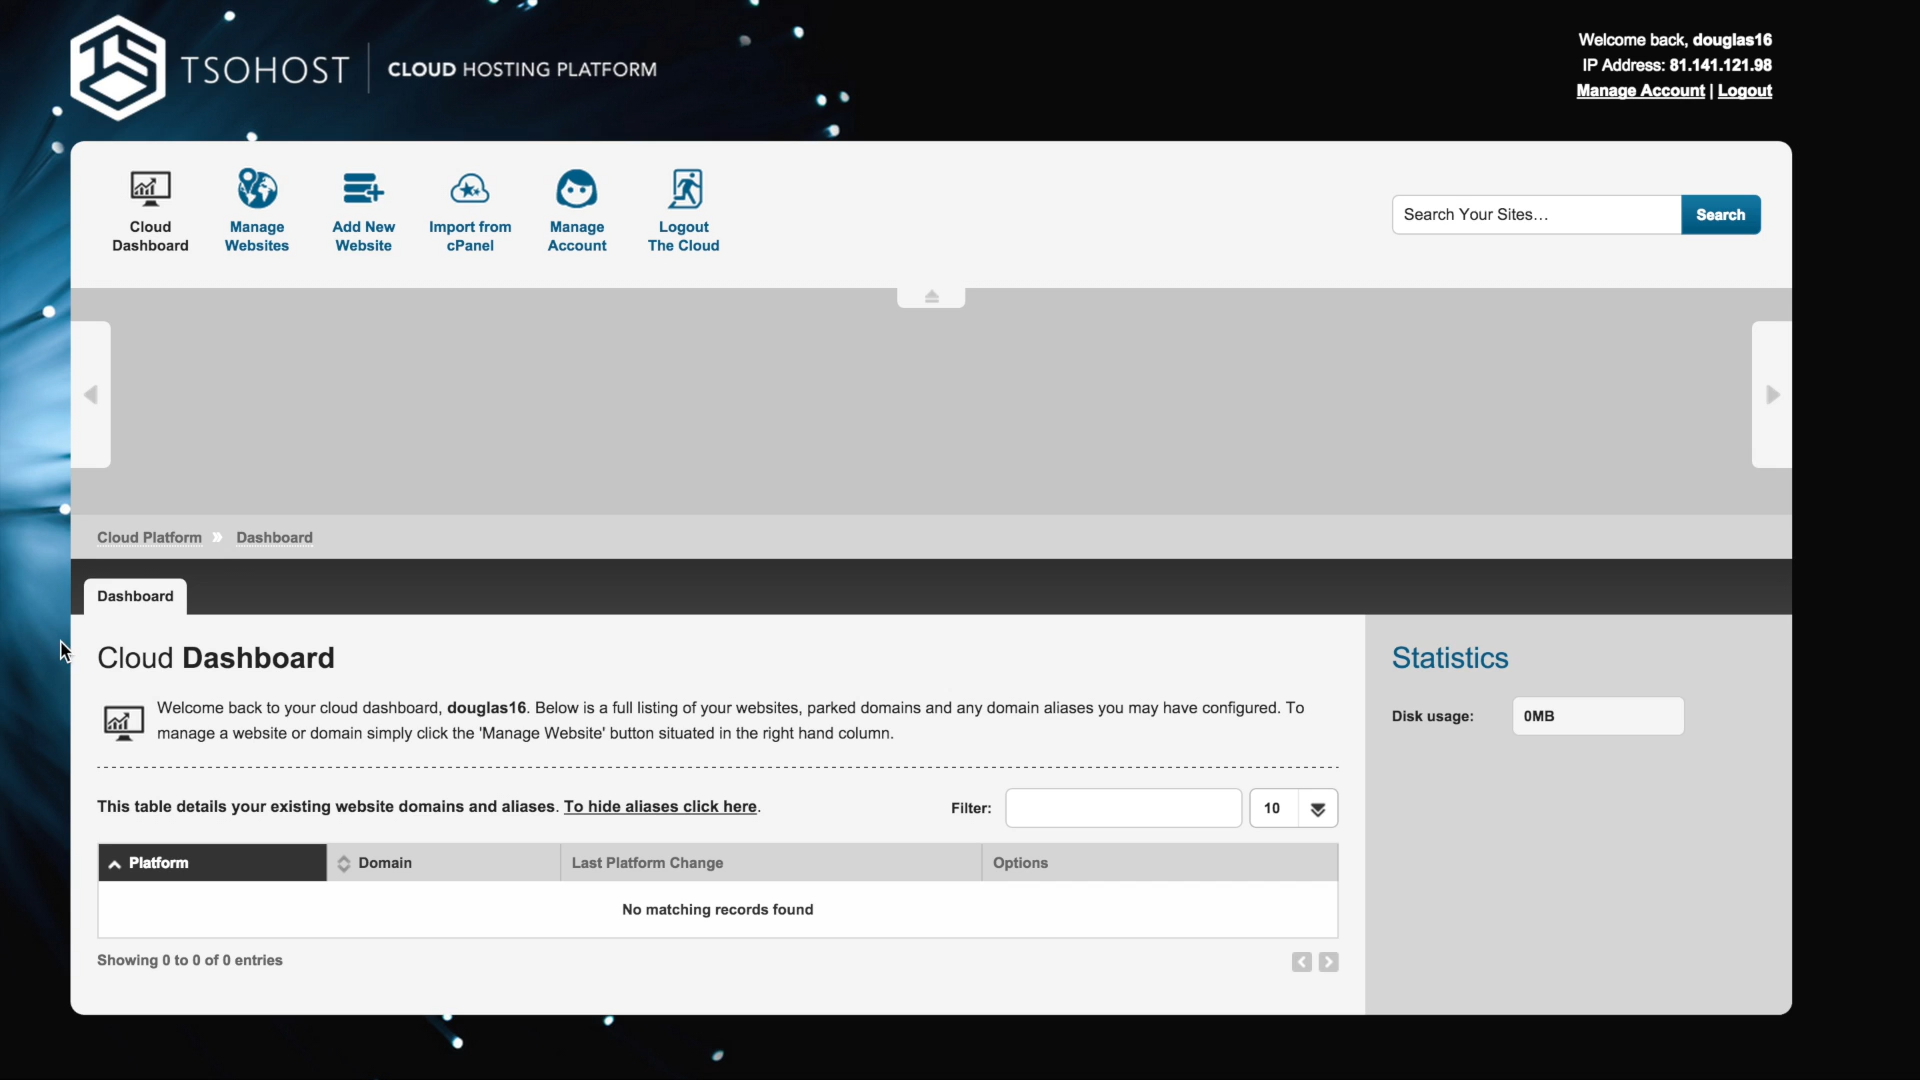 TSOHOST
CLOUD HOSTING PLATFORM
Welcome back, douglas16
IP Address: 81.141.121.98
Manage Account | Logout
Cloud
Dashboard
Manage
Websites
Add New
Website
Import from
cPanel
Manage
Account
Logout
The Cloud
Search Your Sites...
Search
Cloud Platform
Dashboard
Dashboard
Cloud Dashboard
Welcome back to your cloud dashboard, douglas16. Below is a full listing of your websites, parked domains and any domain aliases you may have configured. To
manage a website or domain simply click the 'Manage Website' button situated in the right hand column.
This table details your existing website domains and aliases. To hide aliases click here.
Filter:
10
Platform
Domain
Last Platform Change
Options
No matching records found
Showing 0 to 0 of 0 entries
Statistics
Disk usage:
0MB